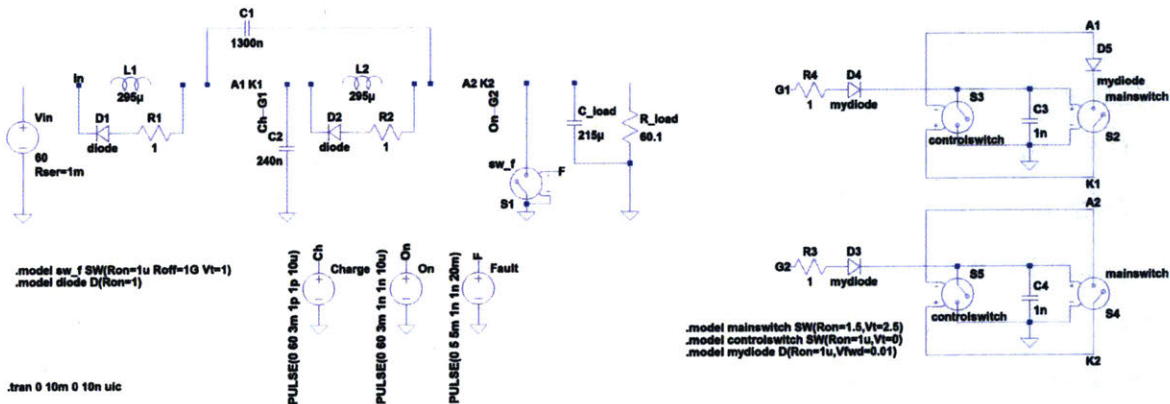 C1
1300n
In
L1
295µ
D1
diode
R1
1
Vin
60
Rser=1m
A1 K1
Ch
G1
C2
240n
L2
295µ
D2
diode
R2
1
A2 K2
On
G2
sw_f
F
S1
C_load
215µ
R_load
60.1
.model sw_f SW(Ron=1u Roff=1G Vt=1)
.model diode D(Ron=1)
Ch
Charge
PULSE(0 60 3m 1p 1p 10u)
On
On
PULSE(0 60 3m 1n 1n 10u)
F
Fault
PULSE(0 5 5m 1n 1n 20m)
.tran 0 10m 0 10n uic
A1
D5
mydiode
G1
R4
1
D4
mydiode
S3
controlswitch
C3
1n
mainswitch
S2
K1
A2
G2
R3
1
D3
mydiode
S5
controlswitch
C4
1n
mainswitch
S4
K2
.model mainswitch SW(Ron=1.5,Vt=2.5)
.model controlswitch SW(Ron=1u,Vt=0)
.model mydiode D(Ron=1u,Vfwd=0.01)